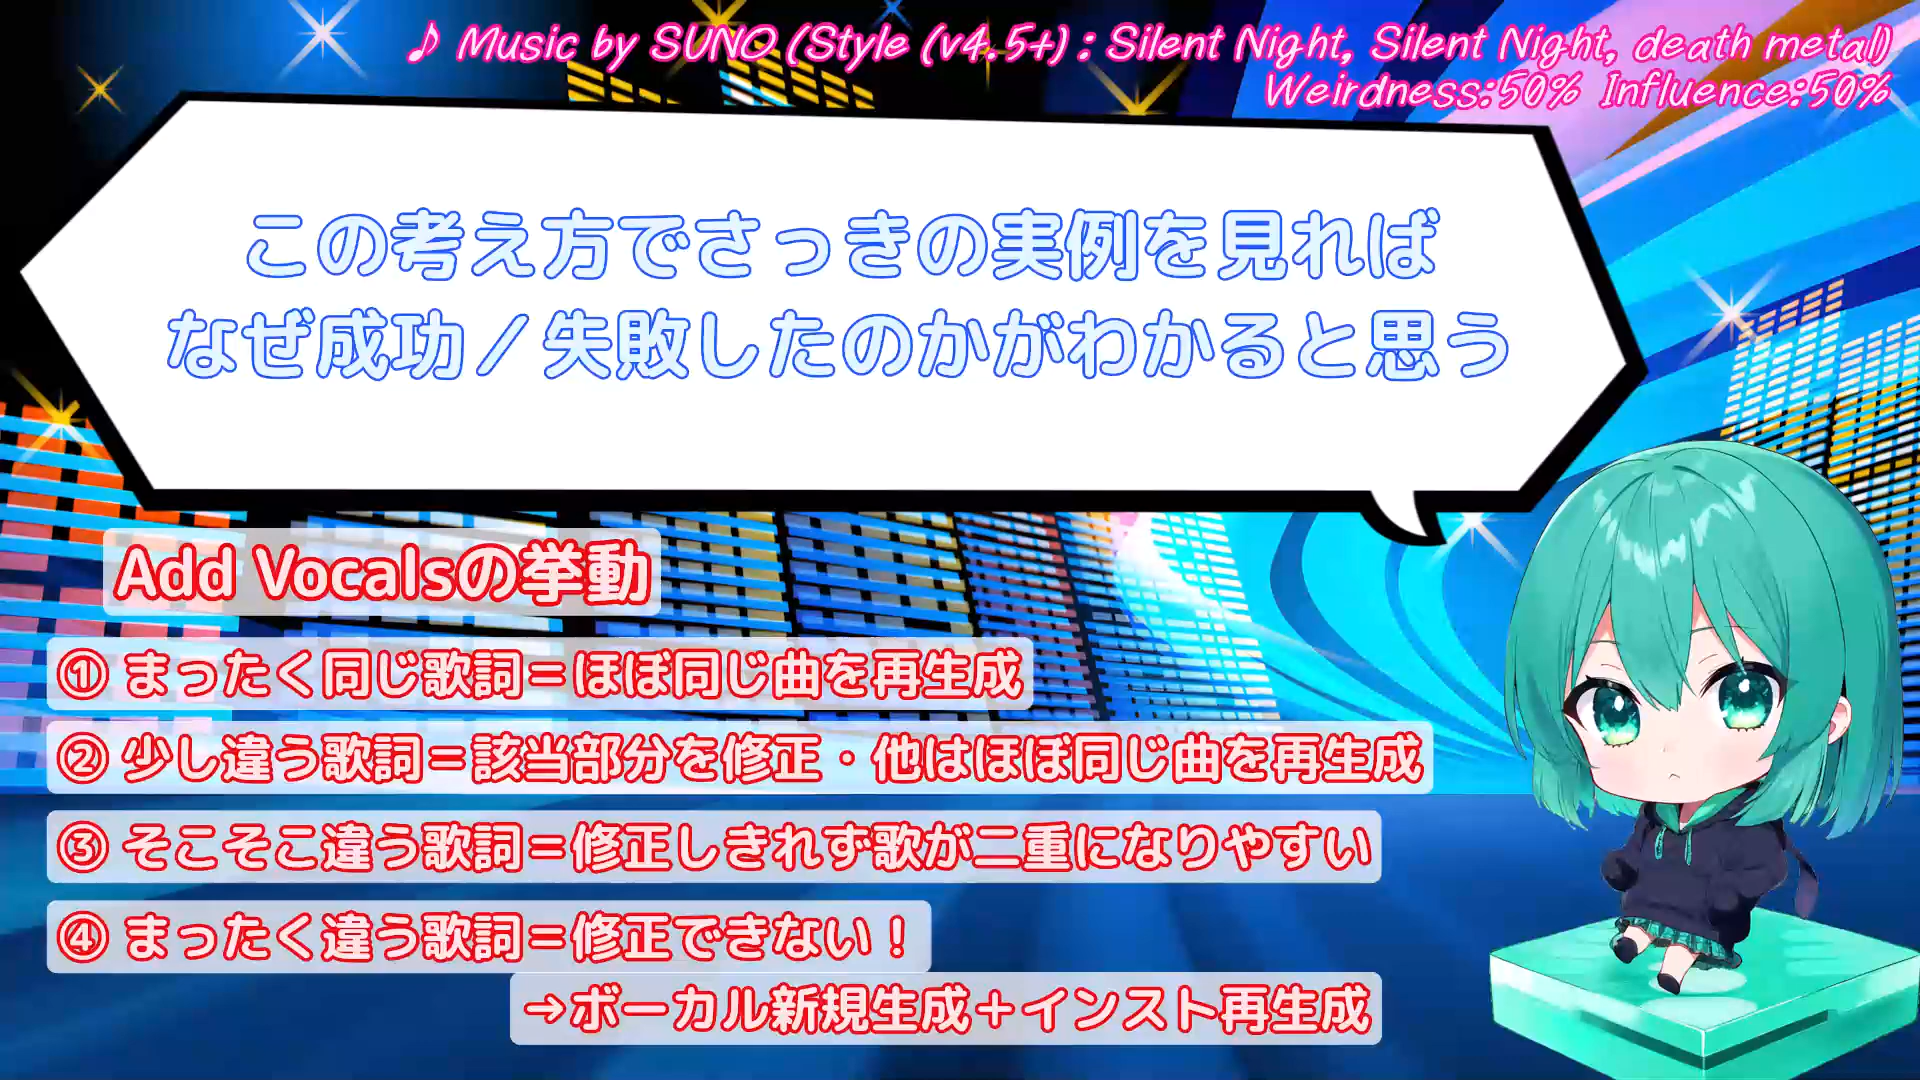 ♪ Music by SUNO (Style (v4.5+) : Silent Night, Silent Night, death metal)
Weirdness:50% Influence:50%
この考え方でさっきの実例を見れば
なぜ成功／失敗したのかがわかると思う
Add Vocalsの挙動
① まったく同じ歌詞＝ほぼ同じ曲を再生成
② 少し違う歌詞＝該当部分を修正・他はほぼ同じ曲を再生成
③ そこそこ違う歌詞＝修正しきれず歌が二重になりやすい
④ まったく違う歌詞＝修正できない！
→ボーカル新規生成＋インスト再生成